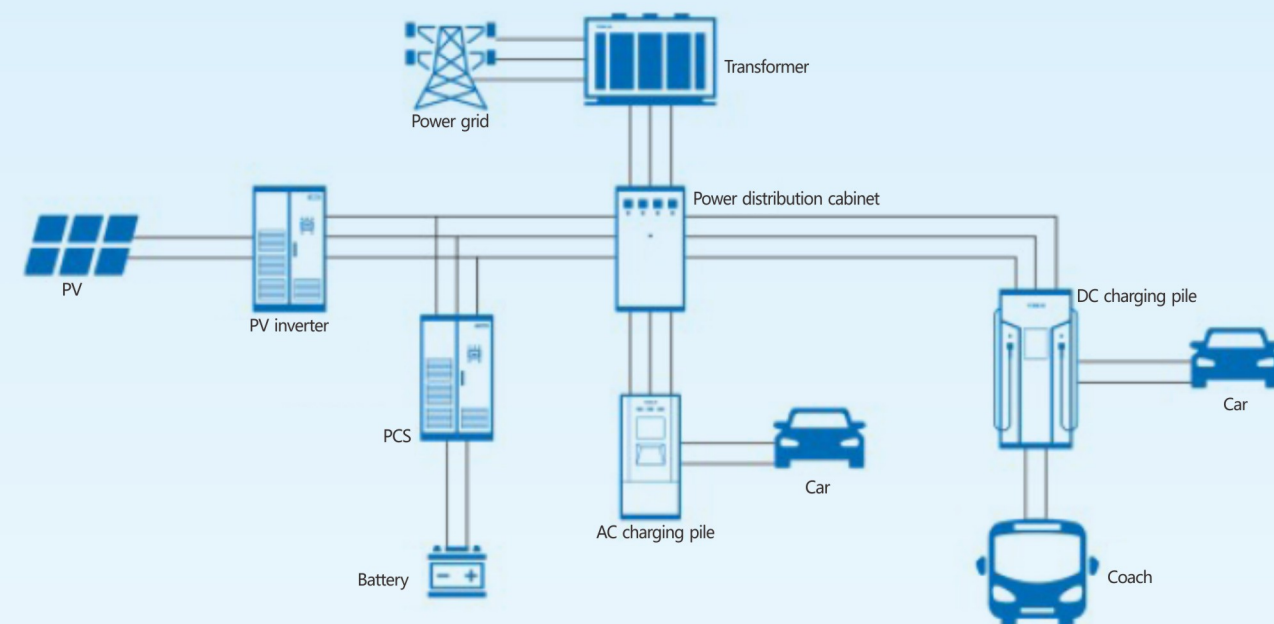 Transformer
Power grid
Power distribution cabinet
PV
PV inverter
DC charging pile
PCS
Car
Car
AC charging pile
Battery
Coach